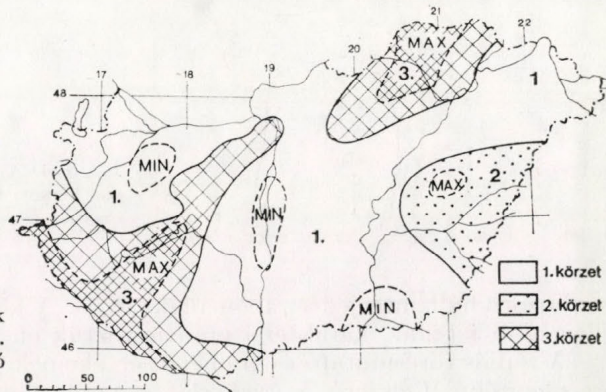 21
22
20
MAX
19
18
17
3.
1
48
MIN
2
MAX
1.
MIN
1.
47
MAX
3.
MIN
46
1. körzet
2. körzet
3. körzet
k
.
ó
0 50 100